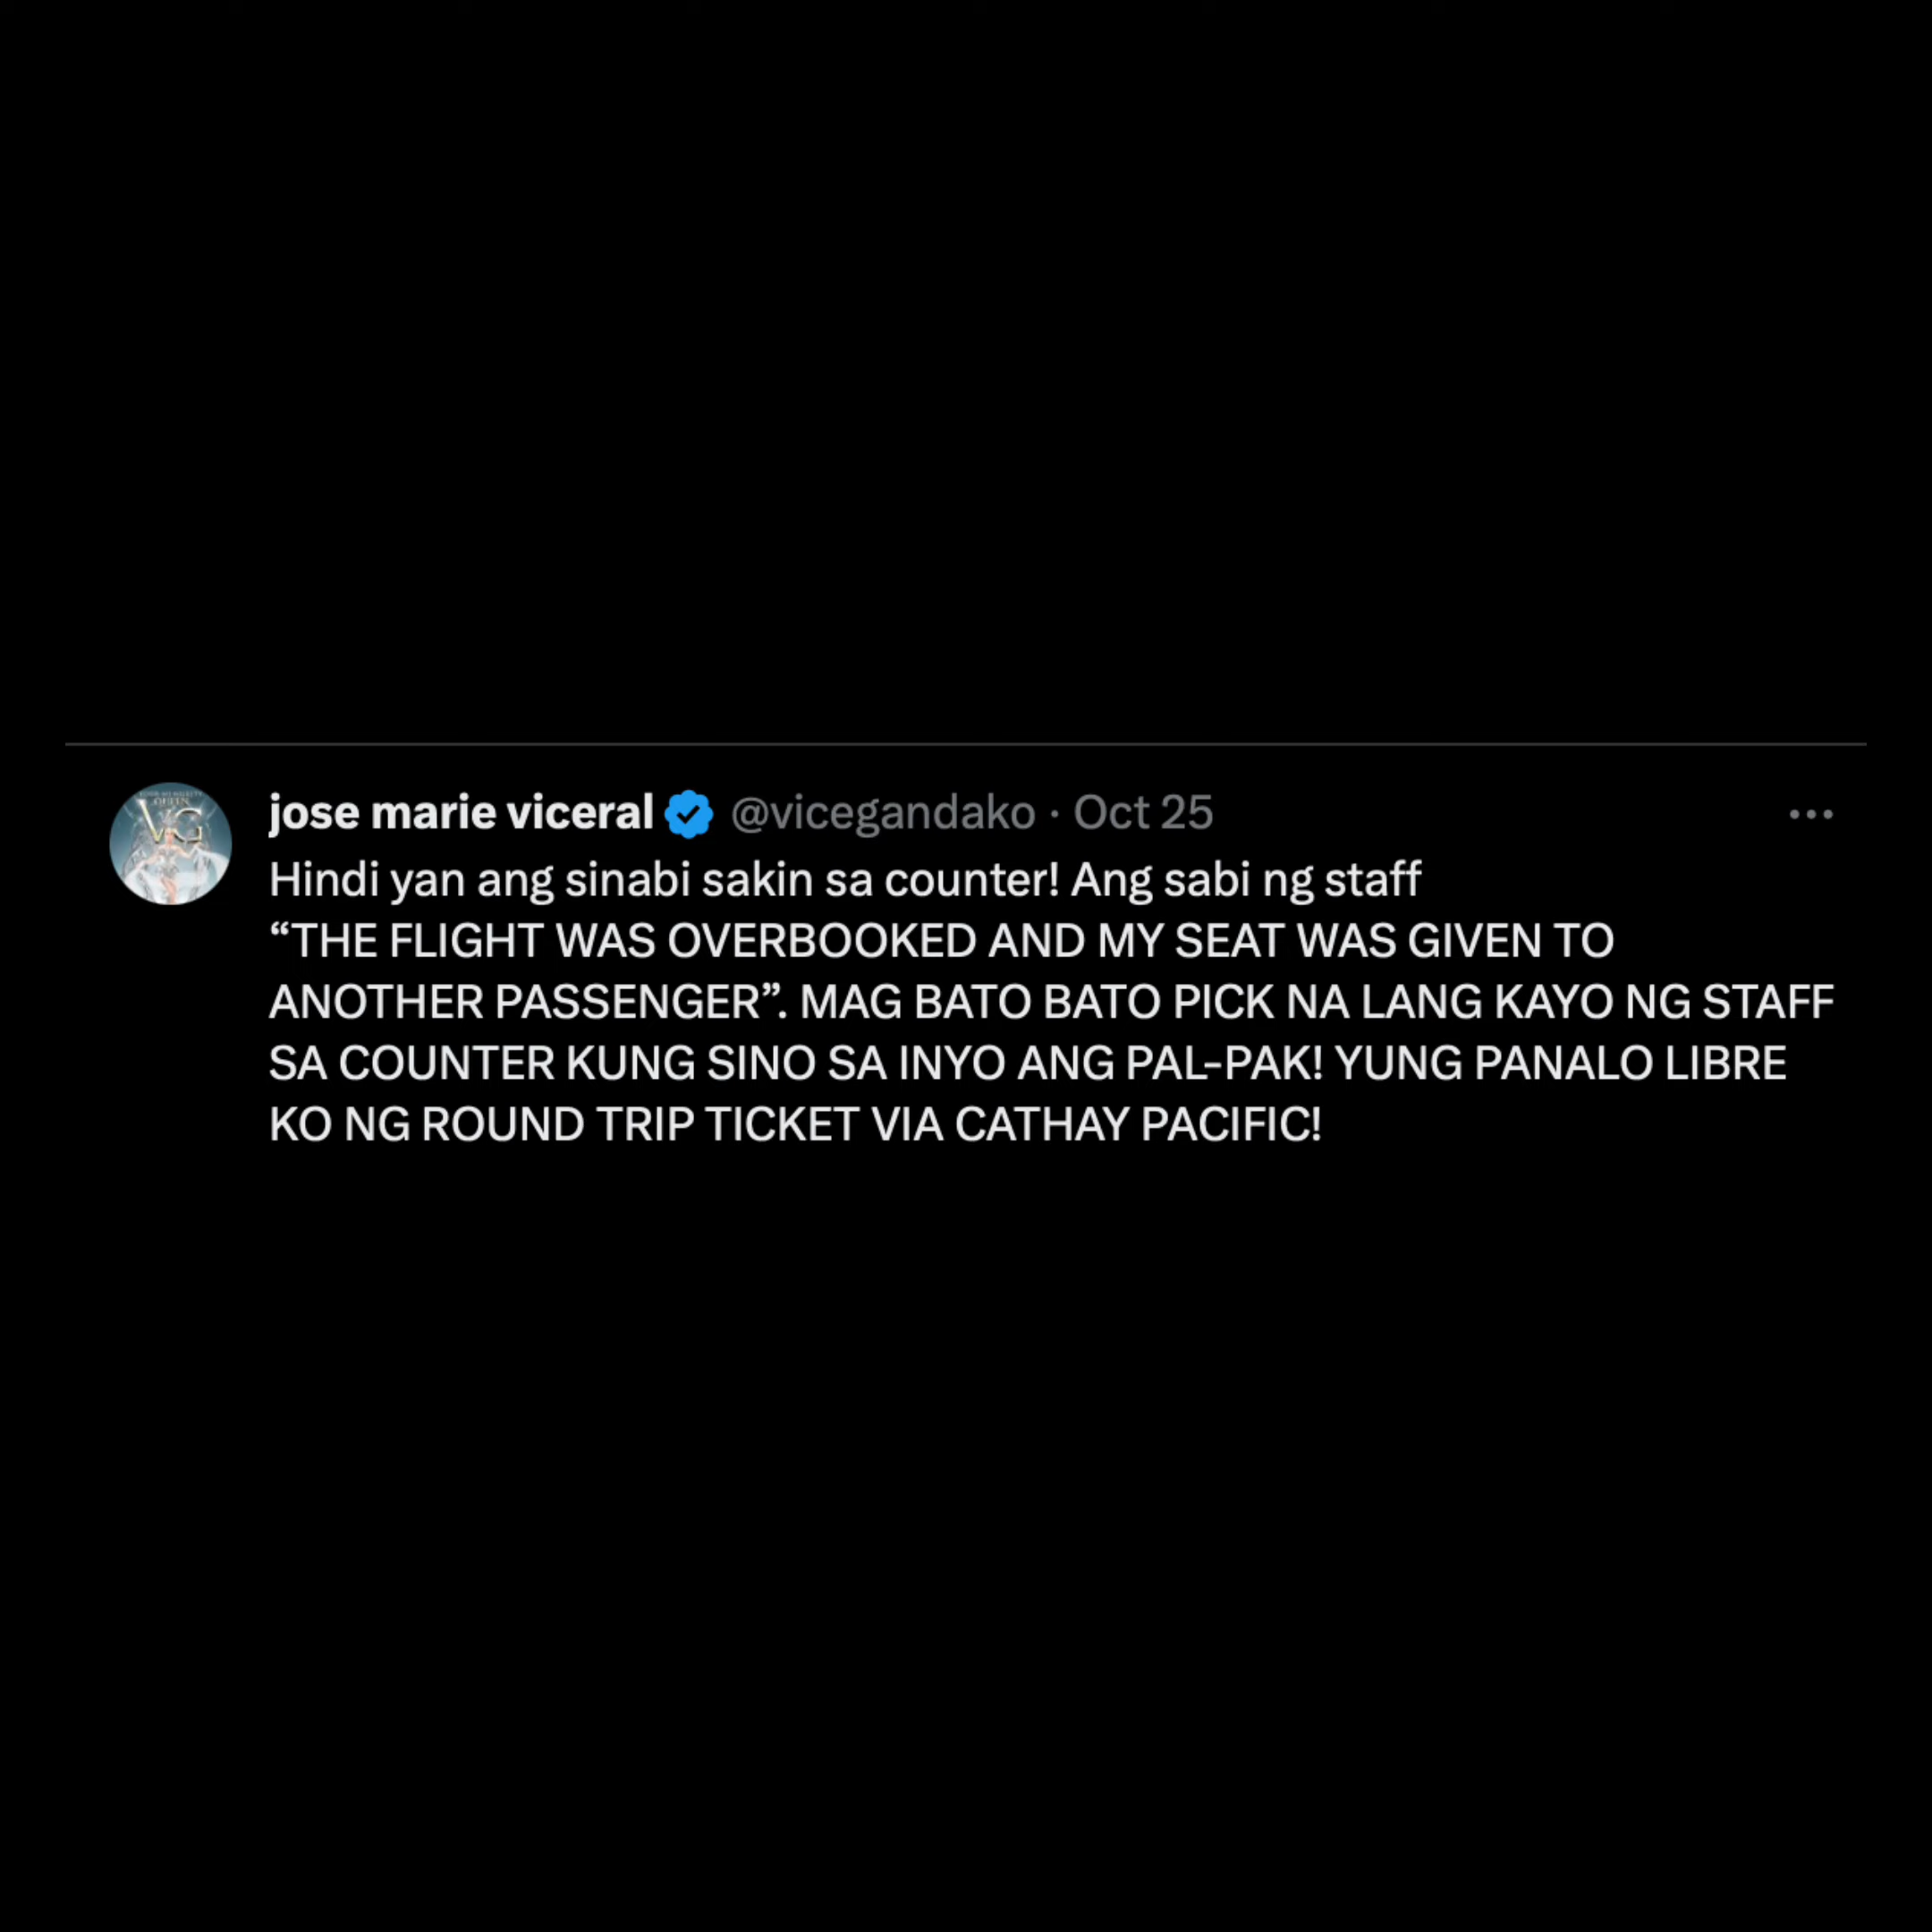 jose marie viceral @vicegandako · Oct 25
Hindi yan ang sinabi sakin sa counter! Ang sabi ng staff
“THE FLIGHT WAS OVERBOOKED AND MY SEAT WAS GIVEN TO
ANOTHER PASSENGER”. MAG BATO BATO PICK NA LANG KAYO NG STAFF
SA COUNTER KUNG SINO SA INYO ANG PAL-PAK! YUNG PANALO LIBRE
KO NG ROUND TRIP TICKET VIA CATHAY PACIFIC!
VG